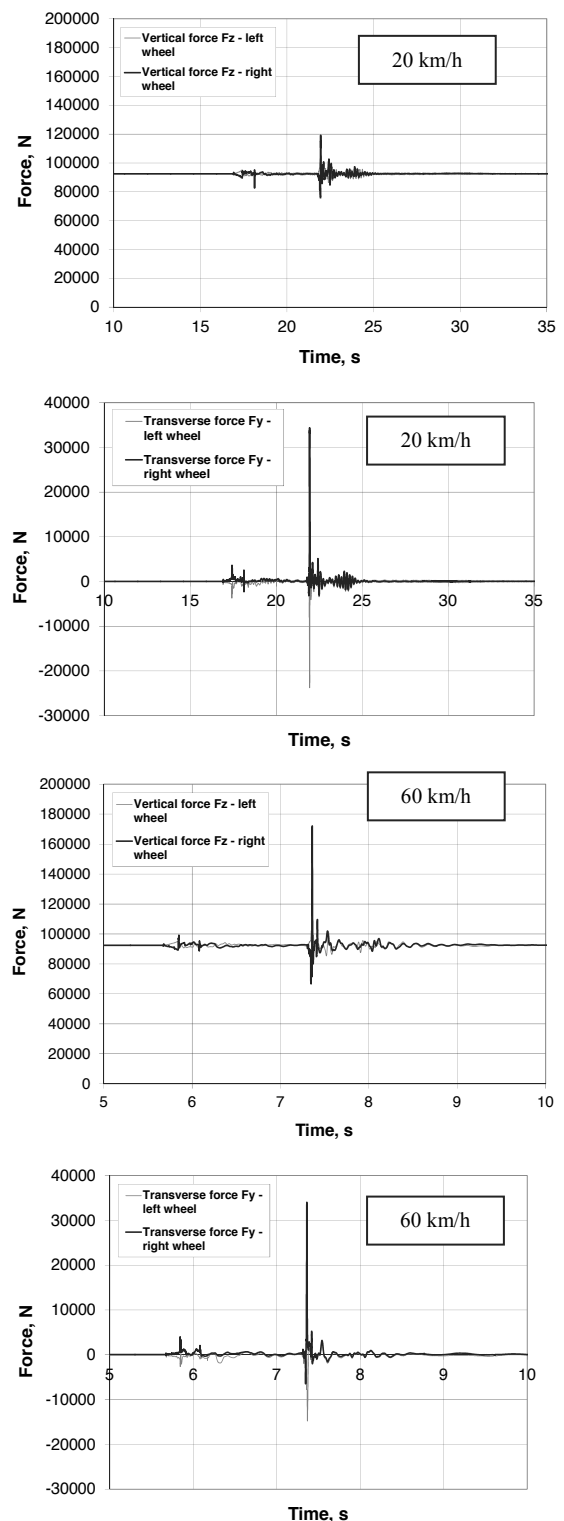 200000
180000
160000
140000
120000
100000
80000
60000
40000
20000
0
Force, N
Vertical force Fz - left
wheel
Vertical force Fz - right
wheel
20 km/h
10 15 20 25 30 35
Time, s
40000
30000
20000
10000
0
-10000
-20000
-30000
Force, N
Transverse force Fy -
left wheel
Transverse force Fy -
right wheel
20 km/h
10 15 20 25 30 35
Time, s
200000
180000
160000
140000
120000
100000
80000
60000
40000
20000
0
Force, N
Vertical force Fz - left
wheel
Vertical force Fz - right
wheel
60 km/h
5 6 7 8 9 10
Time, s
40000
30000
20000
10000
0
-10000
-20000
-30000
Force, N
Transverse force Fy -
left wheel
Transverse force Fy -
right wheel
60 km/h
5 6 7 8 9 10
Time, s